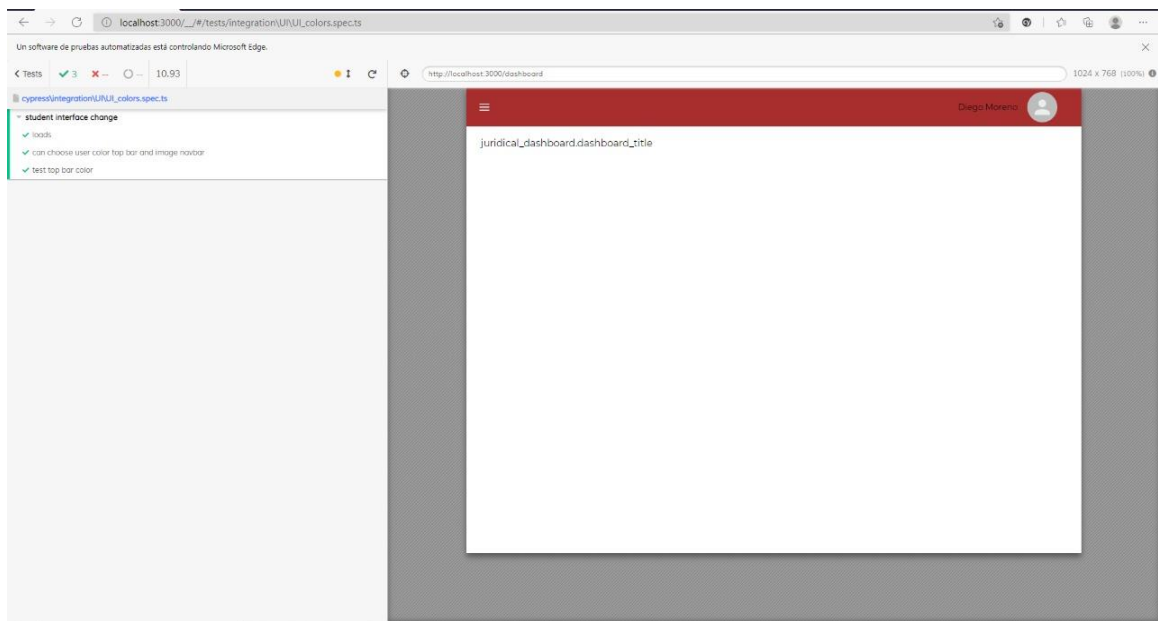 localhost:3000/__/#/tests/integration\UI\UI_colors.spec.ts
Un software de pruebas automatizadas está controlando Microsoft Edge.
< Tests ✔ 3 ✖ -- ◯ -- 10.93
http://localhost:3000/dashboard
1024 x 768 (100%)
cypress\integration\UI\UI_colors.spec.ts
student interface change
loads
can choose user color top bar and image navbar
test top bar color
Diego Moreno
juridical_dashboard.dashboard_title